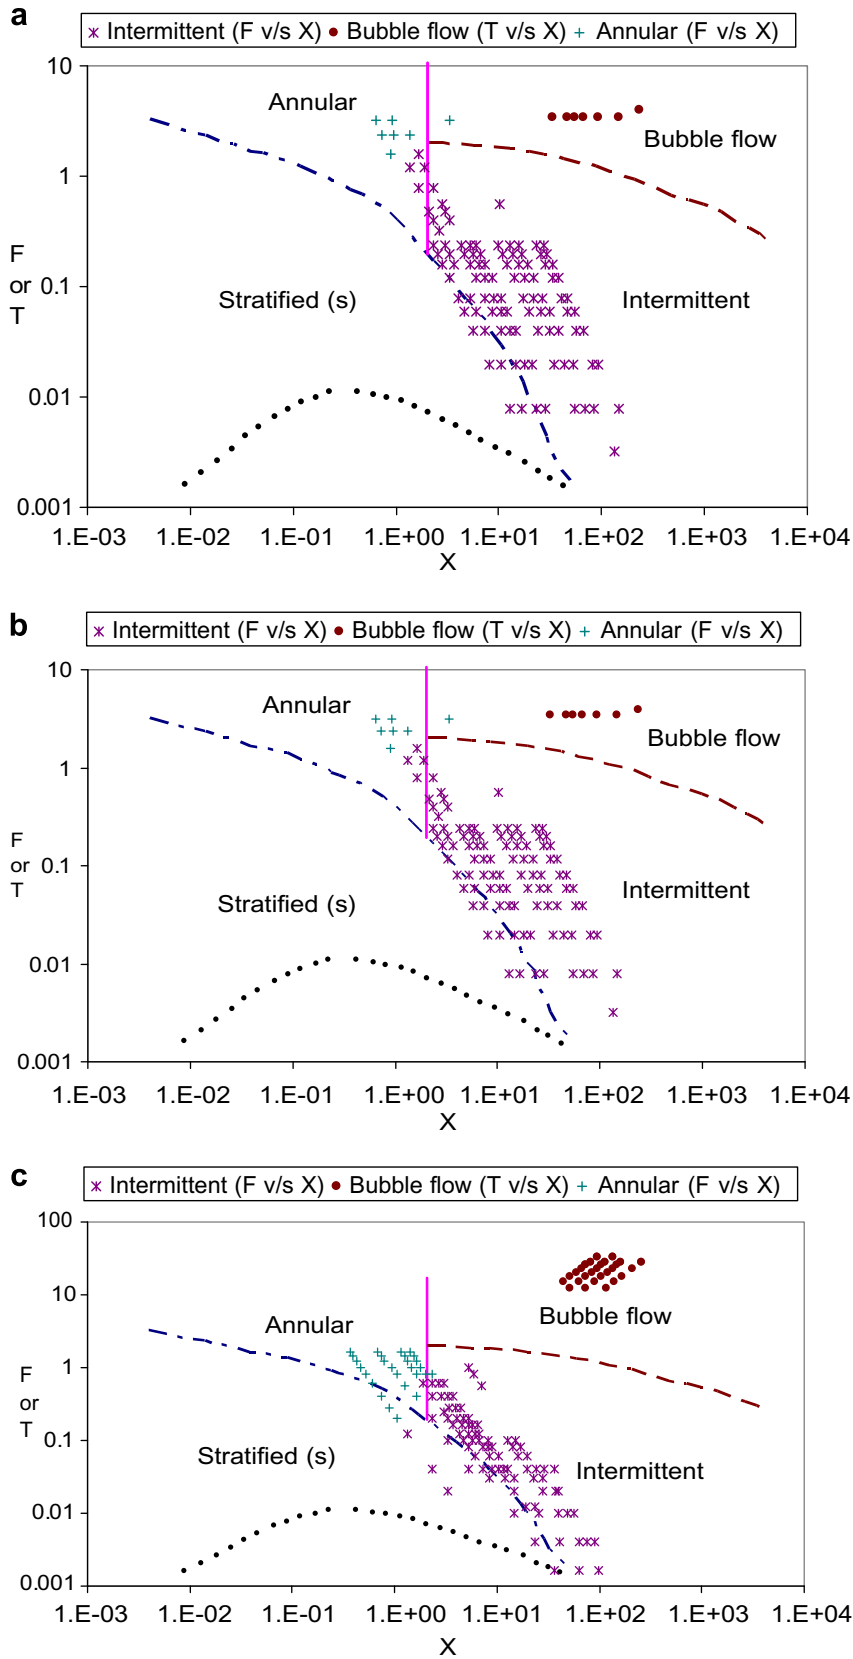 a
Intermittent (F v/s X) Bubble flow (T v/s X) Annular (F v/s X)
10
Annular
Bubble flow
1
F
or
T
0.1
Stratified (s)
Intermittent
0.01
0.001
1.E-03 1.E-02 1.E-01 1.E+00 1.E+01 1.E+02 1.E+03 1.E+04
X
b
Intermittent (F v/s X) Bubble flow (T v/s X) Annular (F v/s X)
10
Annular
Bubble flow
1
F
or
T
0.1
Stratified (s)
Intermittent
0.01
0.001
1.E-03 1.E-02 1.E-01 1.E+00 1.E+01 1.E+02 1.E+03 1.E+04
X
c
Intermittent (F v/s X) Bubble flow (T v/s X) Annular (F v/s X)
100
10
Bubble flow
Annular
1
F
or
T
0.1
Stratified (s)
Intermittent
0.01
0.001
1.E-03 1.E-02 1.E-01 1.E+00 1.E+01 1.E+02 1.E+03 1.E+04
X